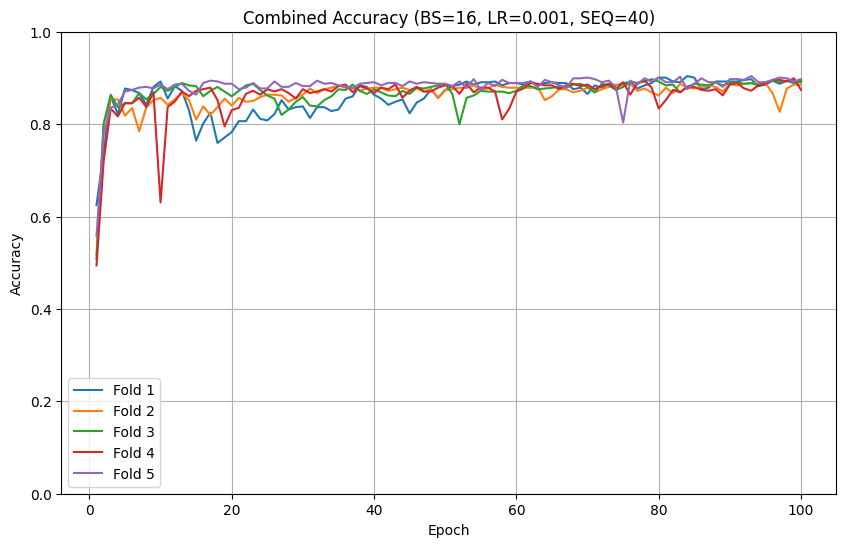 Combined Accuracy (BS=16, LR=0.001, SEQ=40)
Accuracy
1.0
0.8
0.6
0.4
0.2
0.0
Fold 1
Fold 2
Fold 3
Fold 4
Fold 5
0 20 40 60 80 100
Epoch